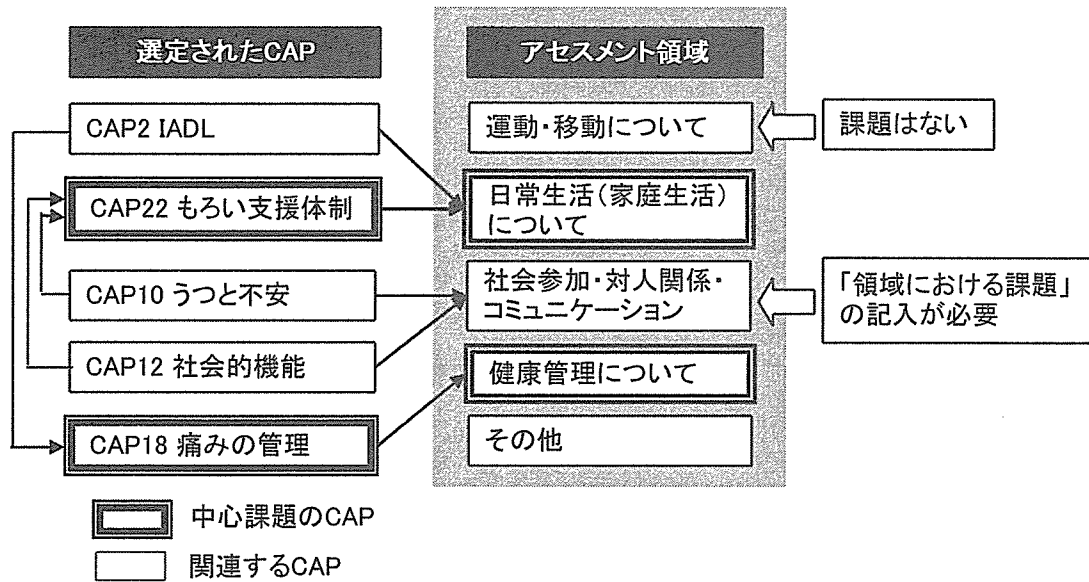 選定されたCAP
アセスメント領域
CAP2 IADL
CAP22 もろい支援体制
CAP10 うつと不安
CAP12 社会的機能
CAP18 痛みの管理
運動・移動について
日常生活(家庭生活)
について
社会参加・対人関係・
コミュニケーション
健康管理について
その他
課題はない
「領域における課題」
の記入が必要
中心課題のCAP
関連するCAP